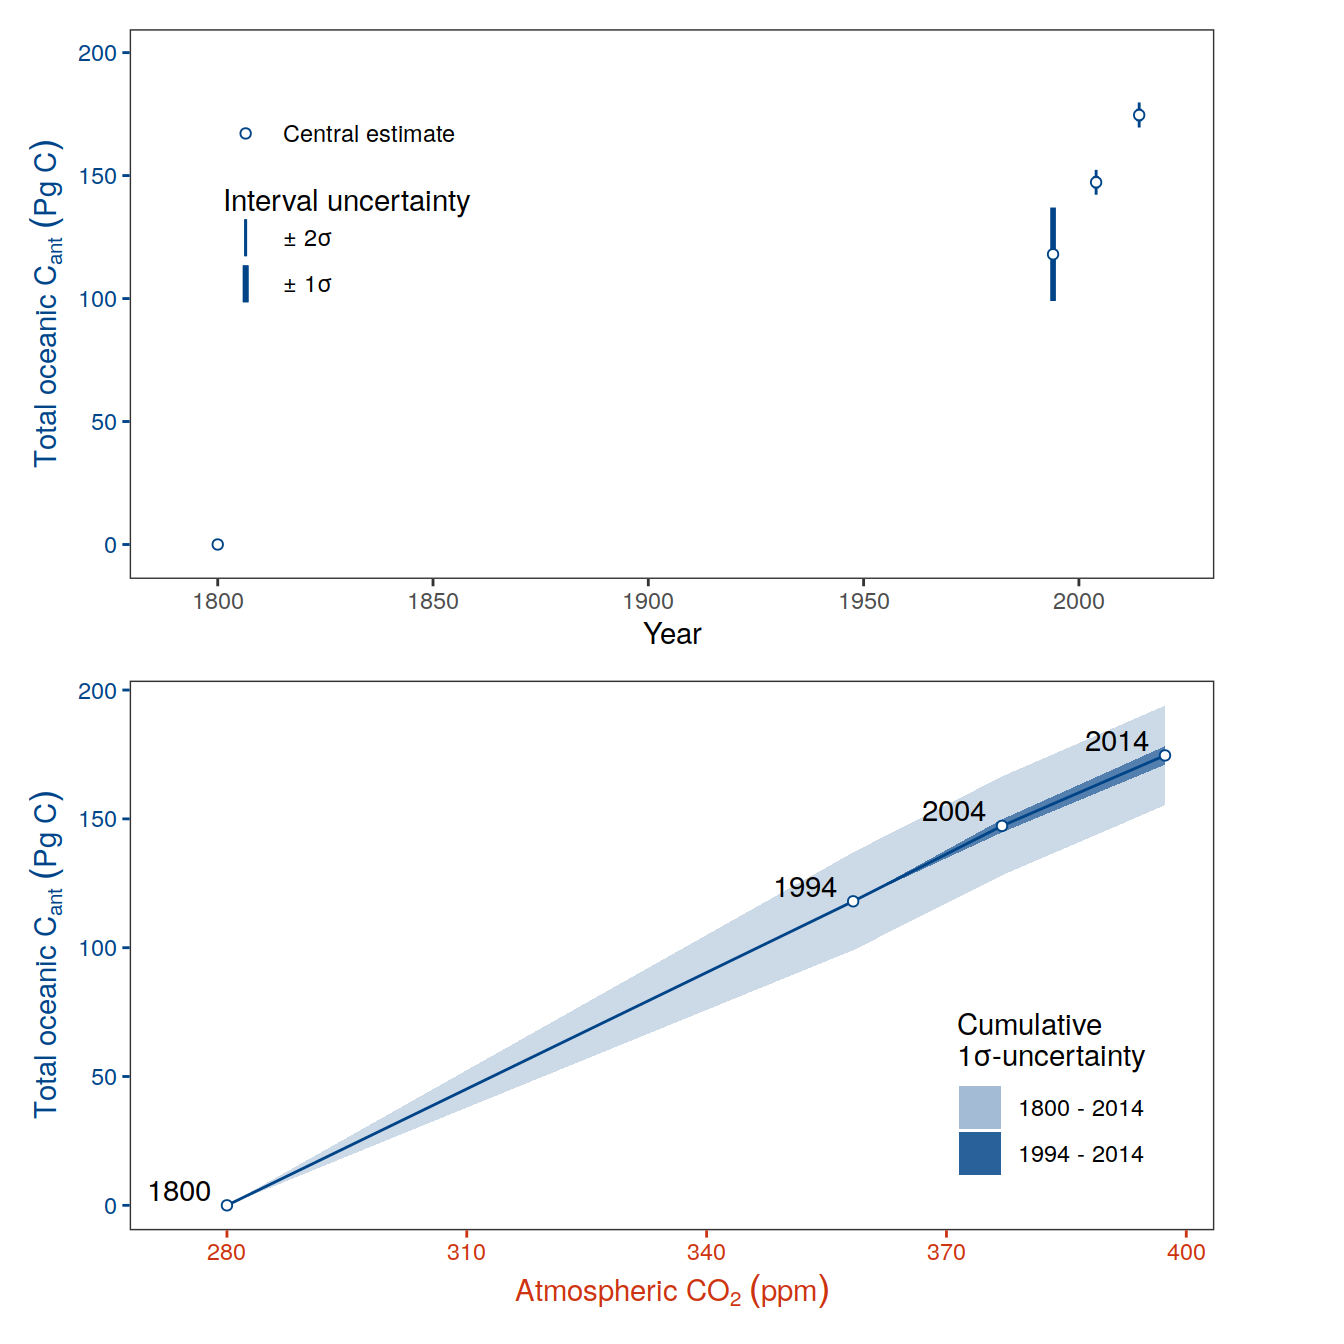 200
150
100
50
0
Total oceanic Cant (Pg C)
Central estimate
Interval uncertainty
± 2σ
± 1σ
1800 1850 1900 1950 2000
Year
200
150
100
50
0
Total oceanic Cant (Pg C)
2014
2004
1994
1800
Cumulative
1σ-uncertainty
1800 - 2014
1994 - 2014
280 310 340 370 400
Atmospheric CO2 (ppm)